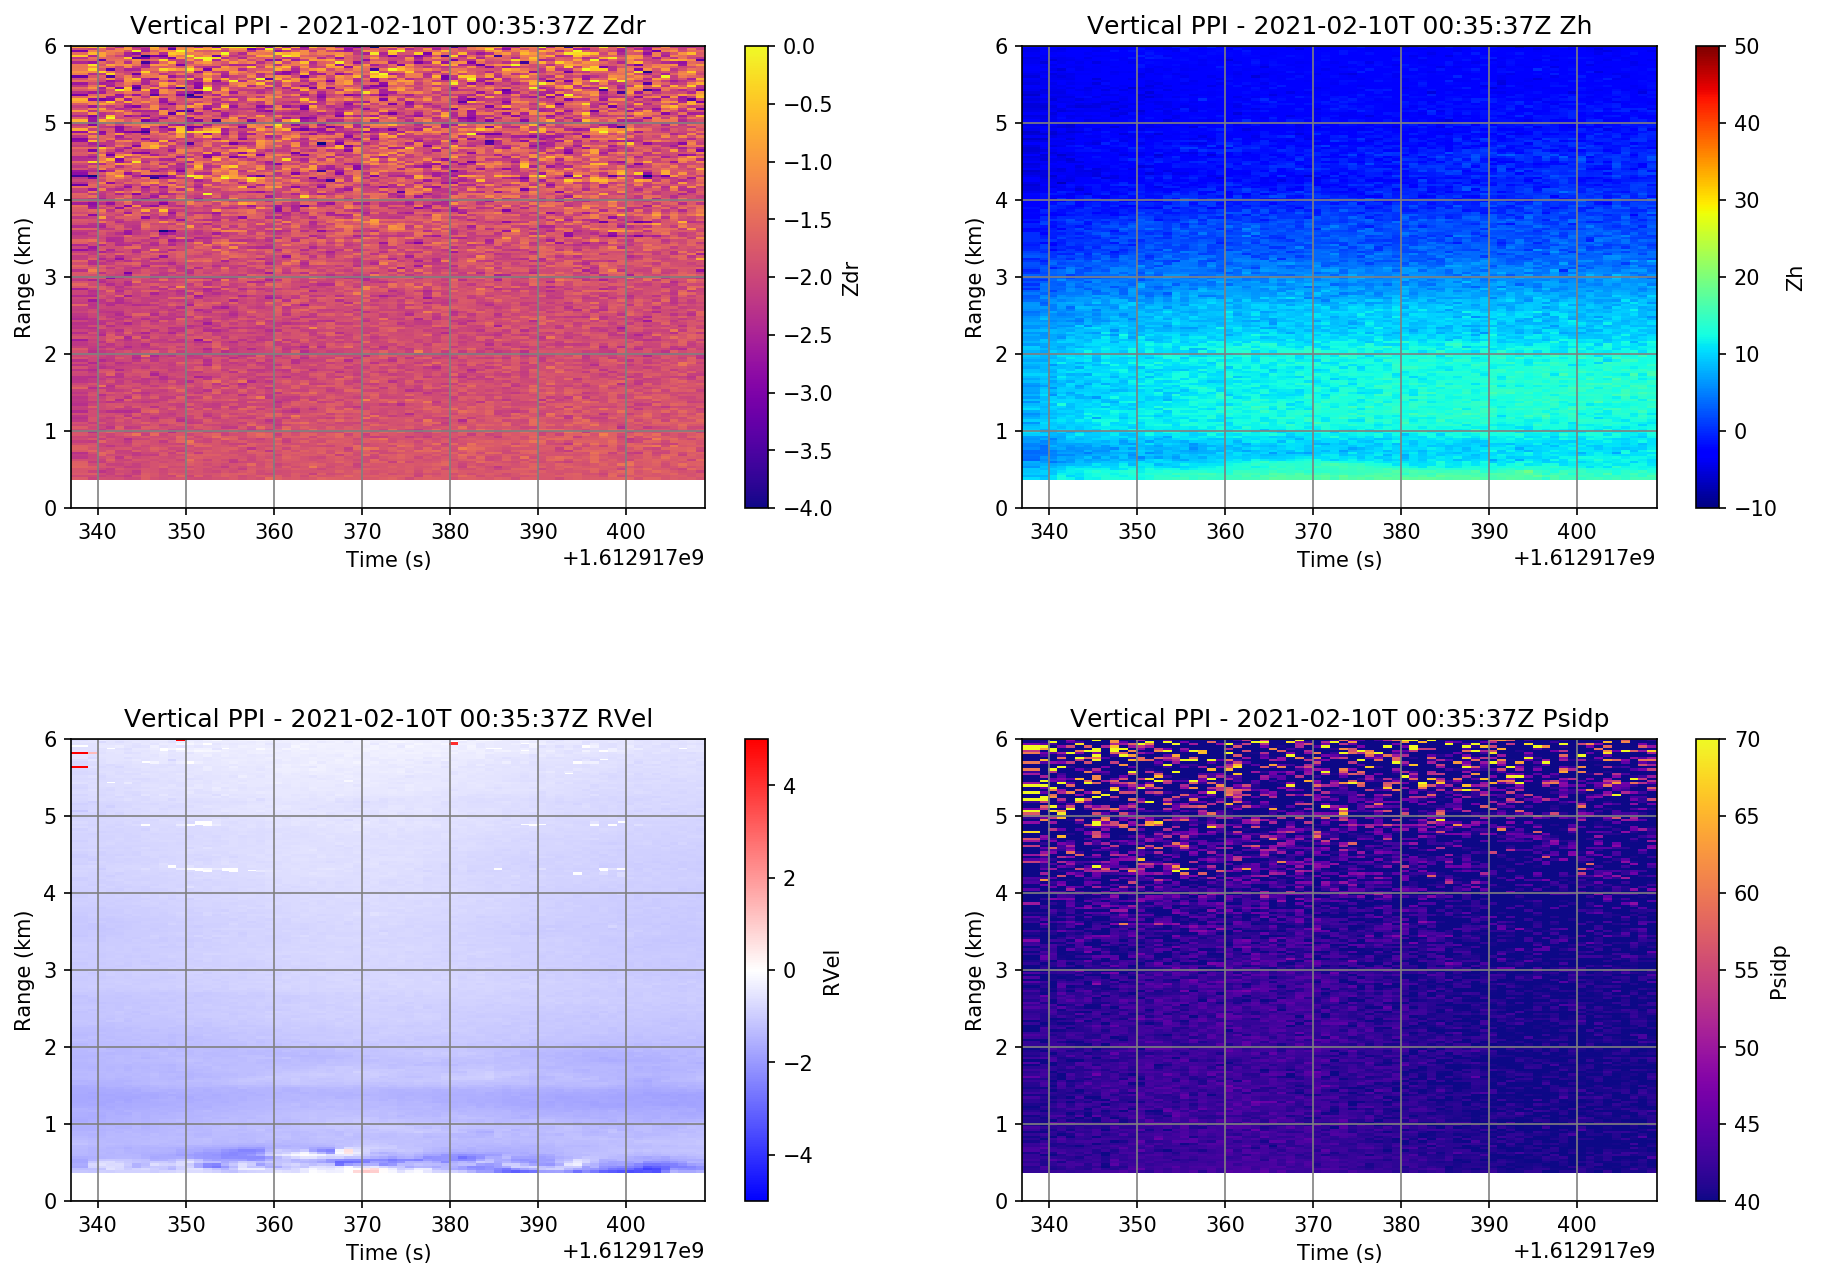 Vertical PPI - 2021-02-10T 00:35:37Z Zdr
6
5
4
3
2
1
0
Range (km)
340 350 360 370 380 390 400
Time (s)
+1.612917e9
0.0
−0.5
−1.0
−1.5
−2.0
−2.5
−3.0
−3.5
−4.0
Zdr
Vertical PPI - 2021-02-10T 00:35:37Z Zh
6
5
4
3
2
1
0
Range (km)
340 350 360 370 380 390 400
Time (s)
+1.612917e9
50
40
30
20
10
0
−10
Zh
Vertical PPI - 2021-02-10T 00:35:37Z RVel
6
5
4
3
2
1
0
Range (km)
340 350 360 370 380 390 400
Time (s)
+1.612917e9
4
2
0
−2
−4
RVel
Vertical PPI - 2021-02-10T 00:35:37Z Psidp
6
5
4
3
2
1
0
Range (km)
340 350 360 370 380 390 400
Time (s)
+1.612917e9
70
65
60
55
50
45
40
Psidp